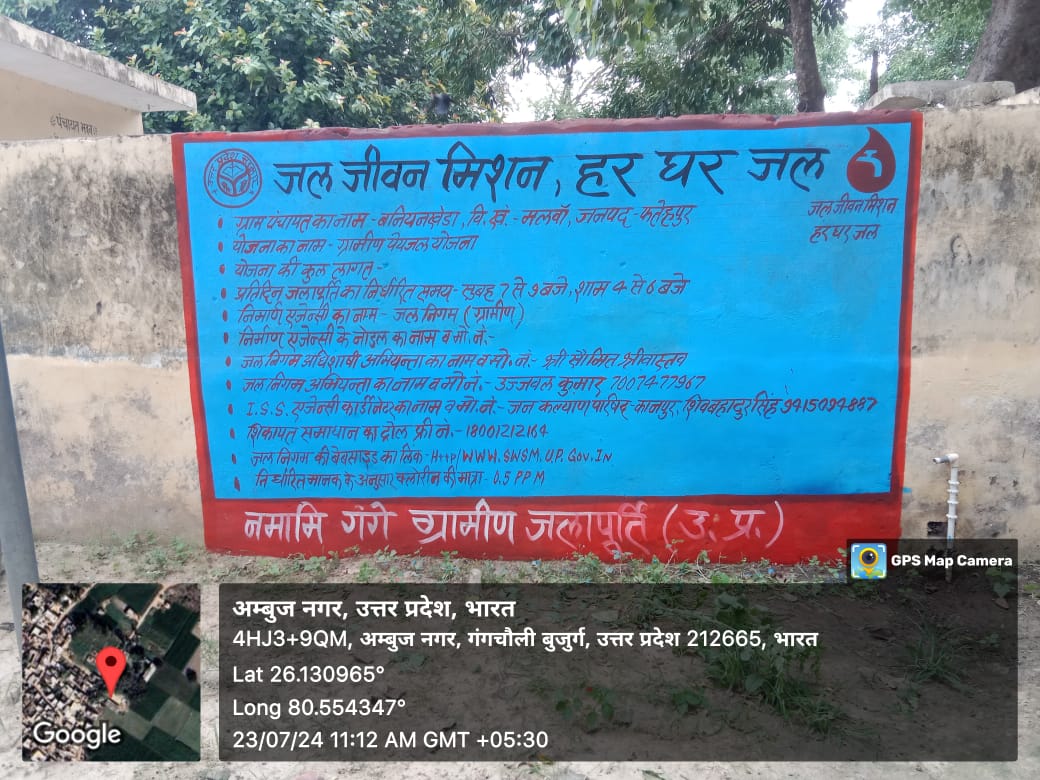 पंचायत भवन
जल जीवन मिशन, हर घर जल
जल जीवन मिशन
हर घर जल
• ग्राम पंचायत का नाम - बनियनखेडा, वि.खं.- मलवॉ, जनपद - फतेहपुर
• योजना का नाम - ग्रामीण पेयजल योजना
• योजना की कुल लागत -
• प्रतिदिन जलापूर्ति का निर्धारित समय - सुबह 7 से 9 बजे, शाम 4 से 6 बजे
• निर्माण एजेन्सी का नाम - जल निगम (ग्रामीण)
• निर्माण एजेन्सी के नोडल का नाम व मो. नं.-
• जल निगम अधिशाषी अभियन्ता का नाम व मो. नं.- श्री सौमित श्रीवास्तव
• जल निगम अभियन्ता का नाम व मो नं.- उज्जवल कुमार 7007477967
• I.S.S. एजेन्सी कार्डीनेटर का नाम व मो. नं.- जन कल्याण परिषद कानपुर, शिवबहादुर सिंह 9415094887
• शिकायत समाधान का ट्रोल फ्री नं.- 18001212164
• जल निगम की बेबसाइड का लिंक - H++p/WWW.SWSM.U.P.Gov.In
• निर्धारित मानक के अनुसार क्लोरीन की मात्रा - 0.5 PPM
नमामि गंगे ग्रामीण जलापूर्ति (उ. प्र.)
GPS Map Camera
अम्बुज नगर, उत्तर प्रदेश, भारत
4HJ3+9QM, अम्बुज नगर, गंगचौली बुजुर्ग, उत्तर प्रदेश 212665, भारत
Lat 26.130965°
Long 80.554347°
23/07/24 11:12 AM GMT +05:30
Google